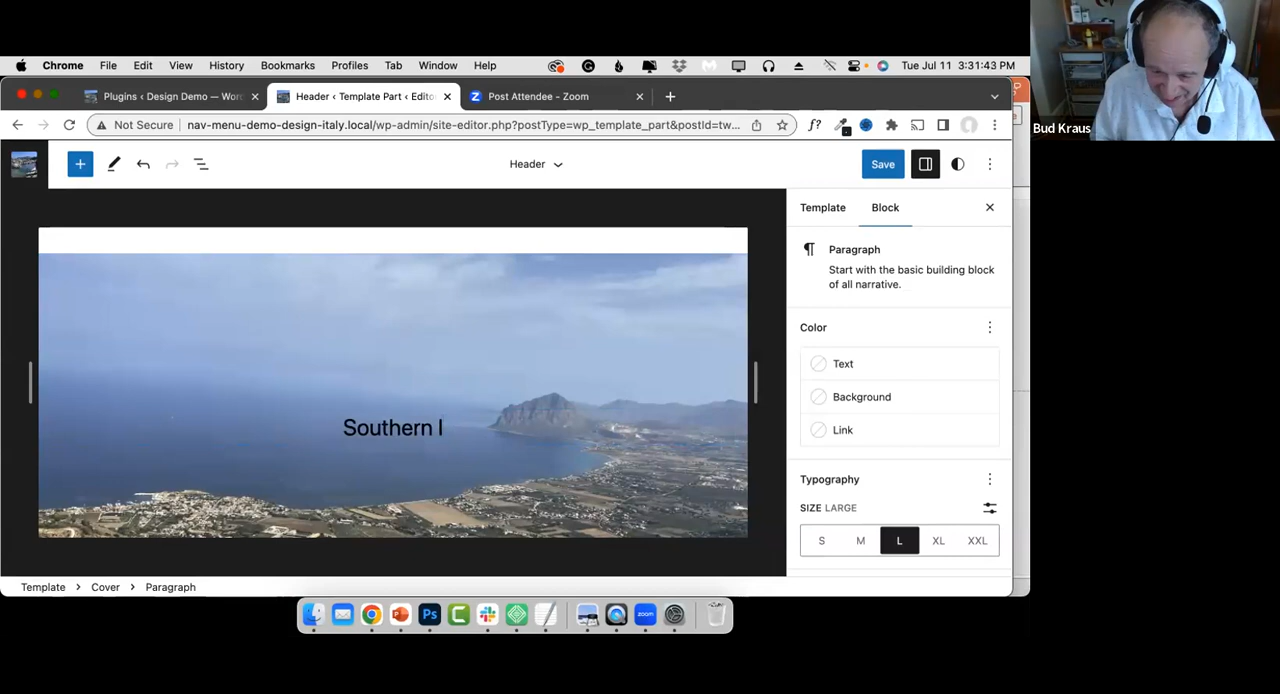 Chrome File Edit View History Bookmarks Profiles Tab Window Help Tue Jul 11 3:31:43 PM
Plugins ‹ Design Demo — Wor
Header ‹ Template Part ‹ Edito
Post Attendee - Zoom
Not Secure nav-menu-demo-design-italy.local/wp-admin/site-editor.php?postType=wp_template_part&postId=tw...
f?
Header
Save
Template Block
Paragraph
Start with the basic building block
of all narrative.
Color
Text
Background
Link
Typography
SIZE LARGE
S M L XL XXL
Southern I
Template > Cover > Paragraph
Ps
zoom
Bud Kraus